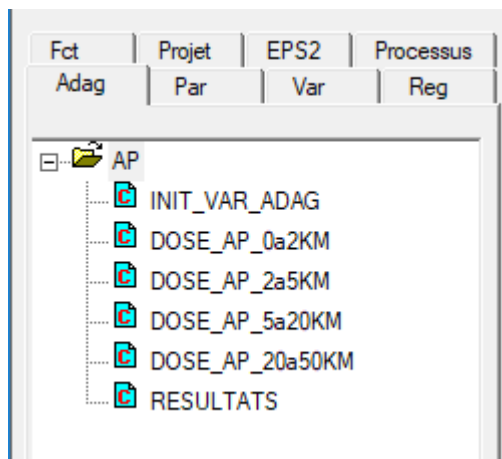 Fct Projet EPS2 Processus
Adag Par Var Reg
AP
C INIT_VAR_ADAG
C DOSE_AP_0a2KM
C DOSE_AP_2a5KM
C DOSE_AP_5a20KM
C DOSE_AP_20a50KM
C RESULTATS